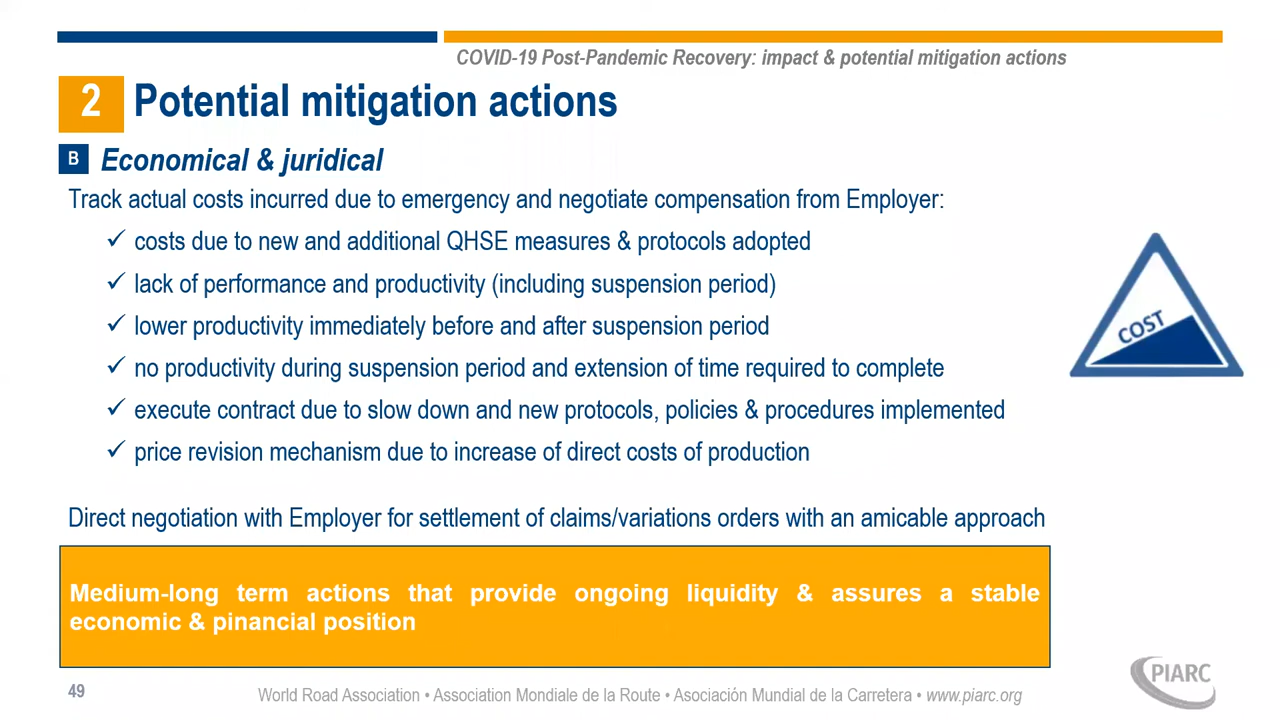 COVID-19 Post-Pandemic Recovery: impact & potential mitigation actions
2 Potential mitigation actions
B Economical & juridical
Track actual costs incurred due to emergency and negotiate compensation from Employer:
✓ costs due to new and additional QHSE measures & protocols adopted
✓ lack of performance and productivity (including suspension period)
✓ lower productivity immediately before and after suspension period
✓ no productivity during suspension period and extension of time required to complete
✓ execute contract due to slow down and new protocols, policies & procedures implemented
✓ price revision mechanism due to increase of direct costs of production
COST
Direct negotiation with Employer for settlement of claims/variations orders with an amicable approach
Medium-long term actions that provide ongoing liquidity & assures a stable
economic & pinancial position
49
World Road Association • Association Mondiale de la Route • Asociación Mundial de la Carretera • www.piarc.org
PIARC